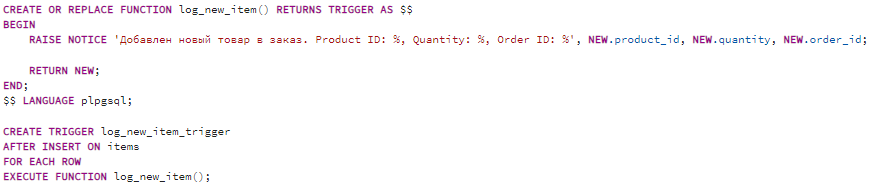 CREATE OR REPLACE FUNCTION log_new_item() RETURNS TRIGGER AS $$
BEGIN
    RAISE NOTICE 'Добавлен новый товар в заказ. Product ID: %, Quantity: %, Order ID: %', NEW.product_id, NEW.quantity, NEW.order_id;

    RETURN NEW;
END;
$$ LANGUAGE plpgsql;

CREATE TRIGGER log_new_item_trigger
AFTER INSERT ON items
FOR EACH ROW
EXECUTE FUNCTION log_new_item();